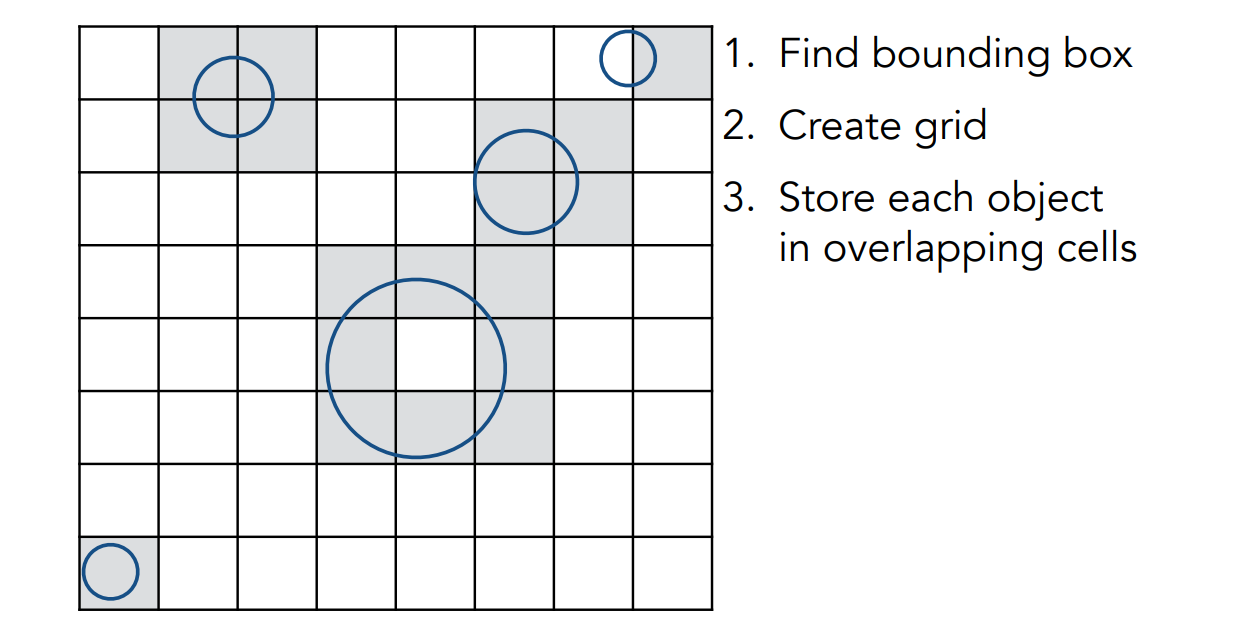 1. Find bounding box
2. Create grid
3. Store each object
in overlapping cells